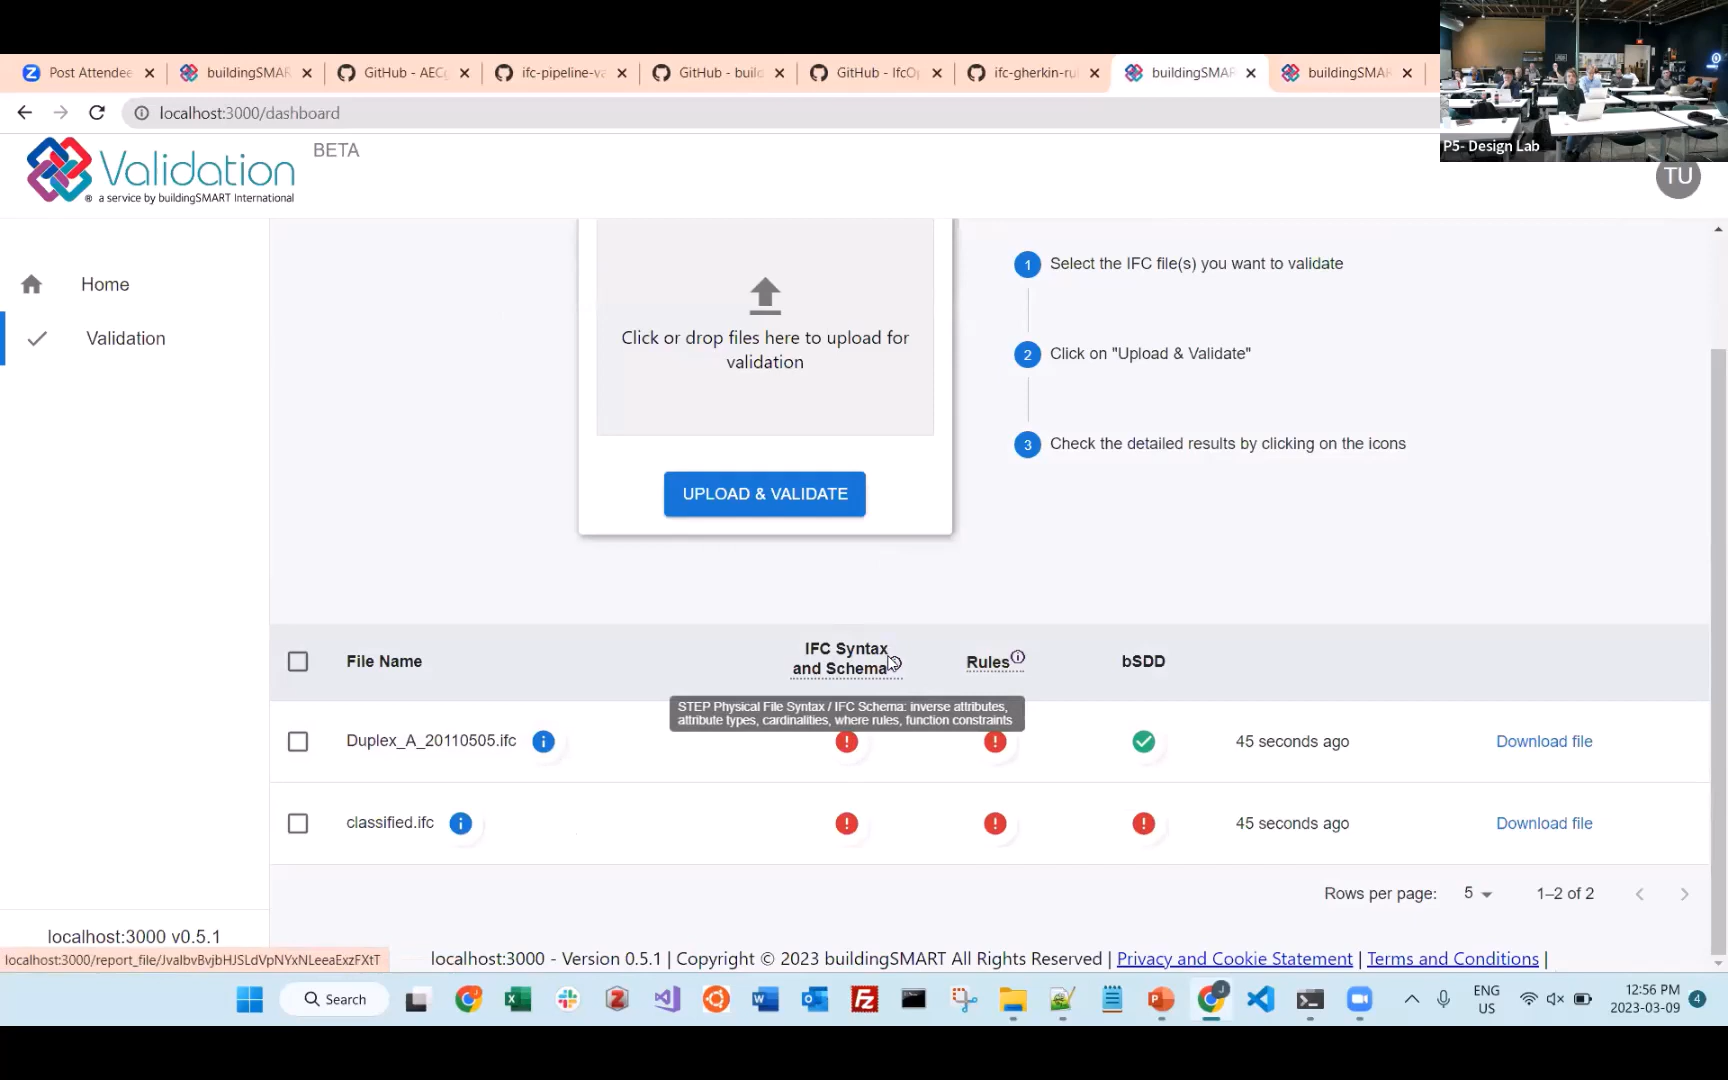 Post Attendee
buildingSMAR
GitHub - AEC
ifc-pipeline-va
GitHub - build
GitHub - IfcOp
ifc-gherkin-ru
buildingSMAR
buildingSMAR
localhost:3000/dashboard
P5- Design Lab
Validation
BETA
® a service by buildingSMART International
TU
Home
Validation
Click or drop files here to upload for
validation
UPLOAD & VALIDATE
1 Select the IFC file(s) you want to validate
2 Click on "Upload & Validate"
3 Check the detailed results by clicking on the icons
File Name
IFC Syntax
and Schema
Rules
bSDD
STEP Physical File Syntax / IFC Schema: inverse attributes,
attribute types, cardinalities, where rules, function constraints
Duplex_A_20110505.ifc
45 seconds ago
Download file
classified.ifc
45 seconds ago
Download file
Rows per page: 5 1–2 of 2
localhost:3000 v0.5.1
localhost:3000 - Version 0.5.1 | Copyright © 2023 buildingSMART All Rights Reserved | Privacy and Cookie Statement | Terms and Conditions |
Search
ENG
US
12:56 PM
2023-03-09
4